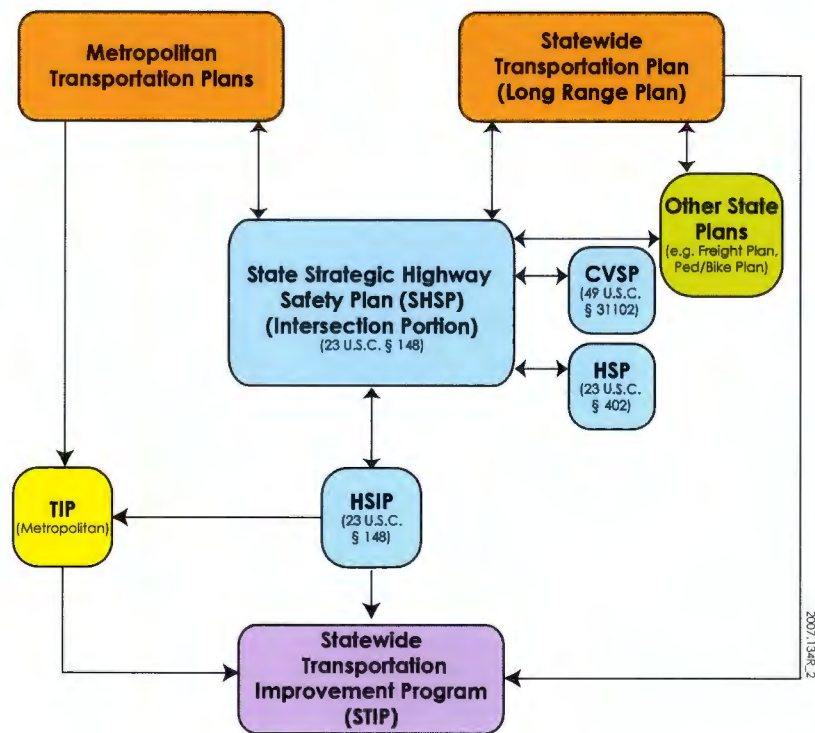 Metropolitan
Transportation Plans
Statewide
Transportation Plan
(Long Range Plan)
Other State
Plans
(e.g. Freight Plan,
Ped/Bike Plan)
State Strategic Highway
Safety Plan (SHSP)
(Intersection Portion)
(23 U.S.C. § 148)
CVSP
(49 U.S.C.
§ 31102)
HSP
(23 U.S.C.
§ 402)
TIP
(Metropolitan)
HSIP
(23 U.S.C.
§ 148)
Statewide
Transportation
Improvement Program
(STIP)
2007.134R_2